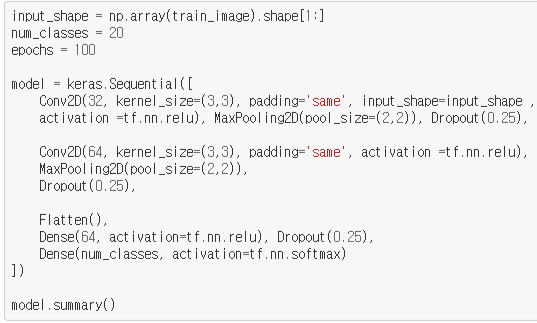 input_shape = np.array(train_image).shape[1:]
num_classes = 20
epochs = 100
model = keras.Sequential([
Conv2D(32, kernel_size=(3,3), padding='same', input_shape=input_shape ,
activation =tf.nn.relu), MaxPooling2D(pool_size=(2,2)), Dropout(0.25),
Conv2D(64, kernel_size=(3,3), padding='same', activation =tf.nn.relu),
MaxPooling2D(pool_size=(2,2)),
Dropout(0.25),
Flatten(),
Dense(64, activation=tf.nn.relu), Dropout(0.25),
Dense(num_classes, activation=tf.nn.softmax)
])
model.summary()